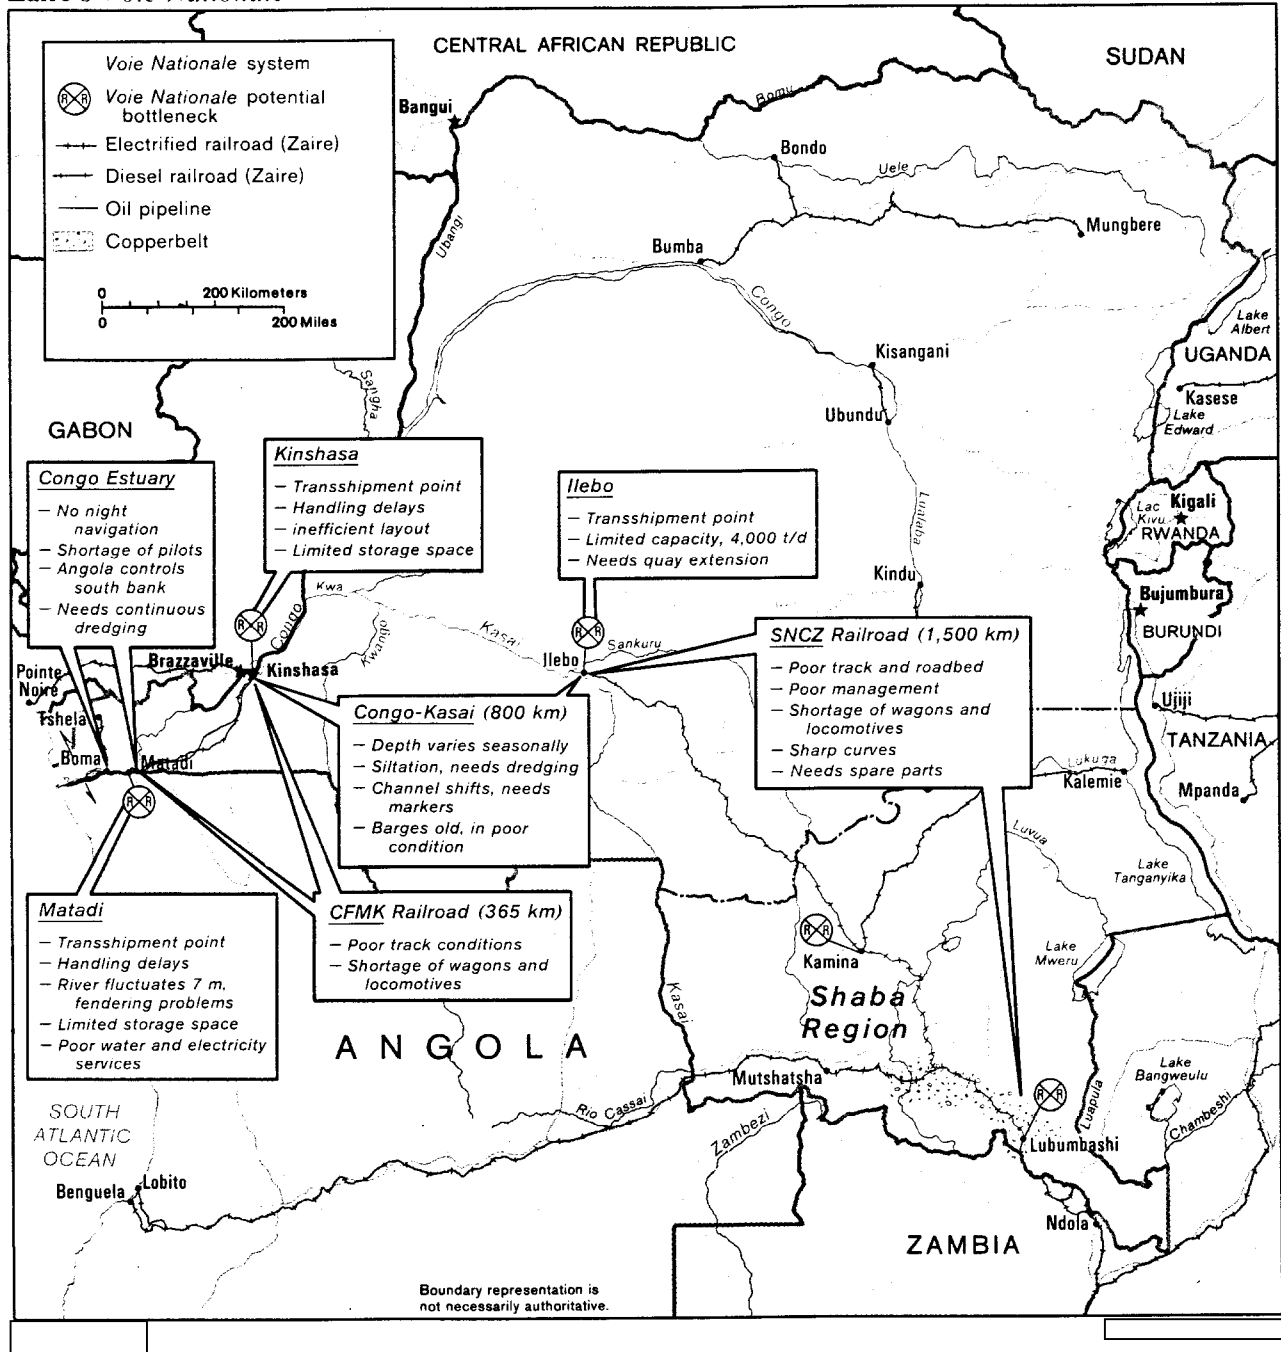 Zaire's Voie Nationale
Voie Nationale system
Voie Nationale potential
bottleneck
Electrified railroad (Zaire)
Diesel railroad (Zaire)
Oil pipeline
Copperbelt
0 200 Kilometers
0 200 Miles
CENTRAL AFRICAN REPUBLIC
SUDAN
Bangui
Bomu
Bondo
Uele
Mungbere
Ubangi
Bumba
Congo
Lake
Albert
Kisangani
UGANDA
Kasese
Lake
Edward
Ubundu
Sangha
GABON
Congo Estuary
– No night
navigation
– Shortage of pilots
– Angola controls
south bank
– Needs continuous
dredging
Kinshasa
– Transshipment point
– Handling delays
– inefficient layout
– Limited storage space
Ilebo
– Transshipment point
– Limited capacity, 4,000 t/d
– Needs quay extension
Lualaba
Lac
Kivu
Kigali
RWANDA
Kindu
Bujumbura
BURUNDI
Kwa
Congo
Kwango
Kasai
Sankuru
Ilebo
R R
R R
Brazzaville
Kinshasa
Pointe
Noire
Tshela
Boma
Matadi
R R
SNCZ Railroad (1,500 km)
– Poor track and roadbed
– Poor management
– Shortage of wagons and
locomotives
– Sharp curves
– Needs spare parts
Congo-Kasai (800 km)
– Depth varies seasonally
– Siltation, needs dredging
– Channel shifts, needs
markers
– Barges old, in poor
condition
Ujiji
TANZANIA
Lukuga
Kalemie
Mpanda
Luvua
Lake
Tanganyika
Matadi
– Transshipment point
– Handling delays
– River fluctuates 7 m,
fendering problems
– Limited storage space
– Poor water and electricity
services
CFMK Railroad (365 km)
– Poor track conditions
– Shortage of wagons and
locomotives
R R
Kamina
Lake
Mweru
Shaba
Region
Kasai
ANGOLA
Mutshatsha
Lake
Bangweulu
R R
Luapula
Chambeshi
Rio Cassai
Zambezi
Lubumbashi
SOUTH
ATLANTIC
OCEAN
Lobito
Benguela
Ndola
ZAMBIA
Boundary representation is
not necessarily authoritative.